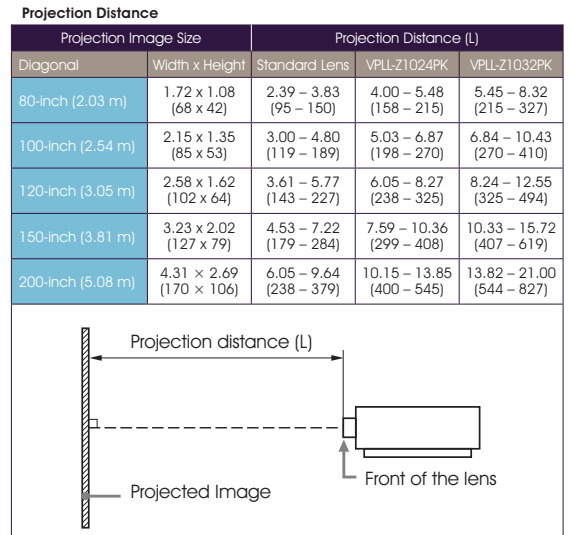 Projection Distance
Projection Image Size Projection Distance (L)
Diagonal Width x Height Standard Lens VPLL-Z1024PK VPLL-Z1032PK
80-inch (2.03 m) 1.72 x 1.08 2.39 – 3.83 4.00 – 5.48 5.45 – 8.32
(68 x 42) (95 – 150) (158 – 215) (215 – 327)
100-inch (2.54 m) 2.15 x 1.35 3.00 – 4.80 5.03 – 6.87 6.84 – 10.43
(85 x 53) (119 – 189) (198 – 270) (270 – 410)
120-inch (3.05 m) 2.58 x 1.62 3.61 – 5.77 6.05 – 8.27 8.24 – 12.55
(102 x 64) (143 – 227) (238 – 325) (325 – 494)
150-inch (3.81 m) 3.23 x 2.02 4.53 – 7.22 7.59 – 10.36 10.33 – 15.72
(127 x 79) (179 – 284) (299 – 408) (407 – 619)
200-inch (5.08 m) 4.31 × 2.69 6.05 – 9.64 10.15 – 13.85 13.82 – 21.00
(170 × 106) (238 – 379) (400 – 545) (544 – 827)
Projection distance (L)
Front of the lens
Projected Image